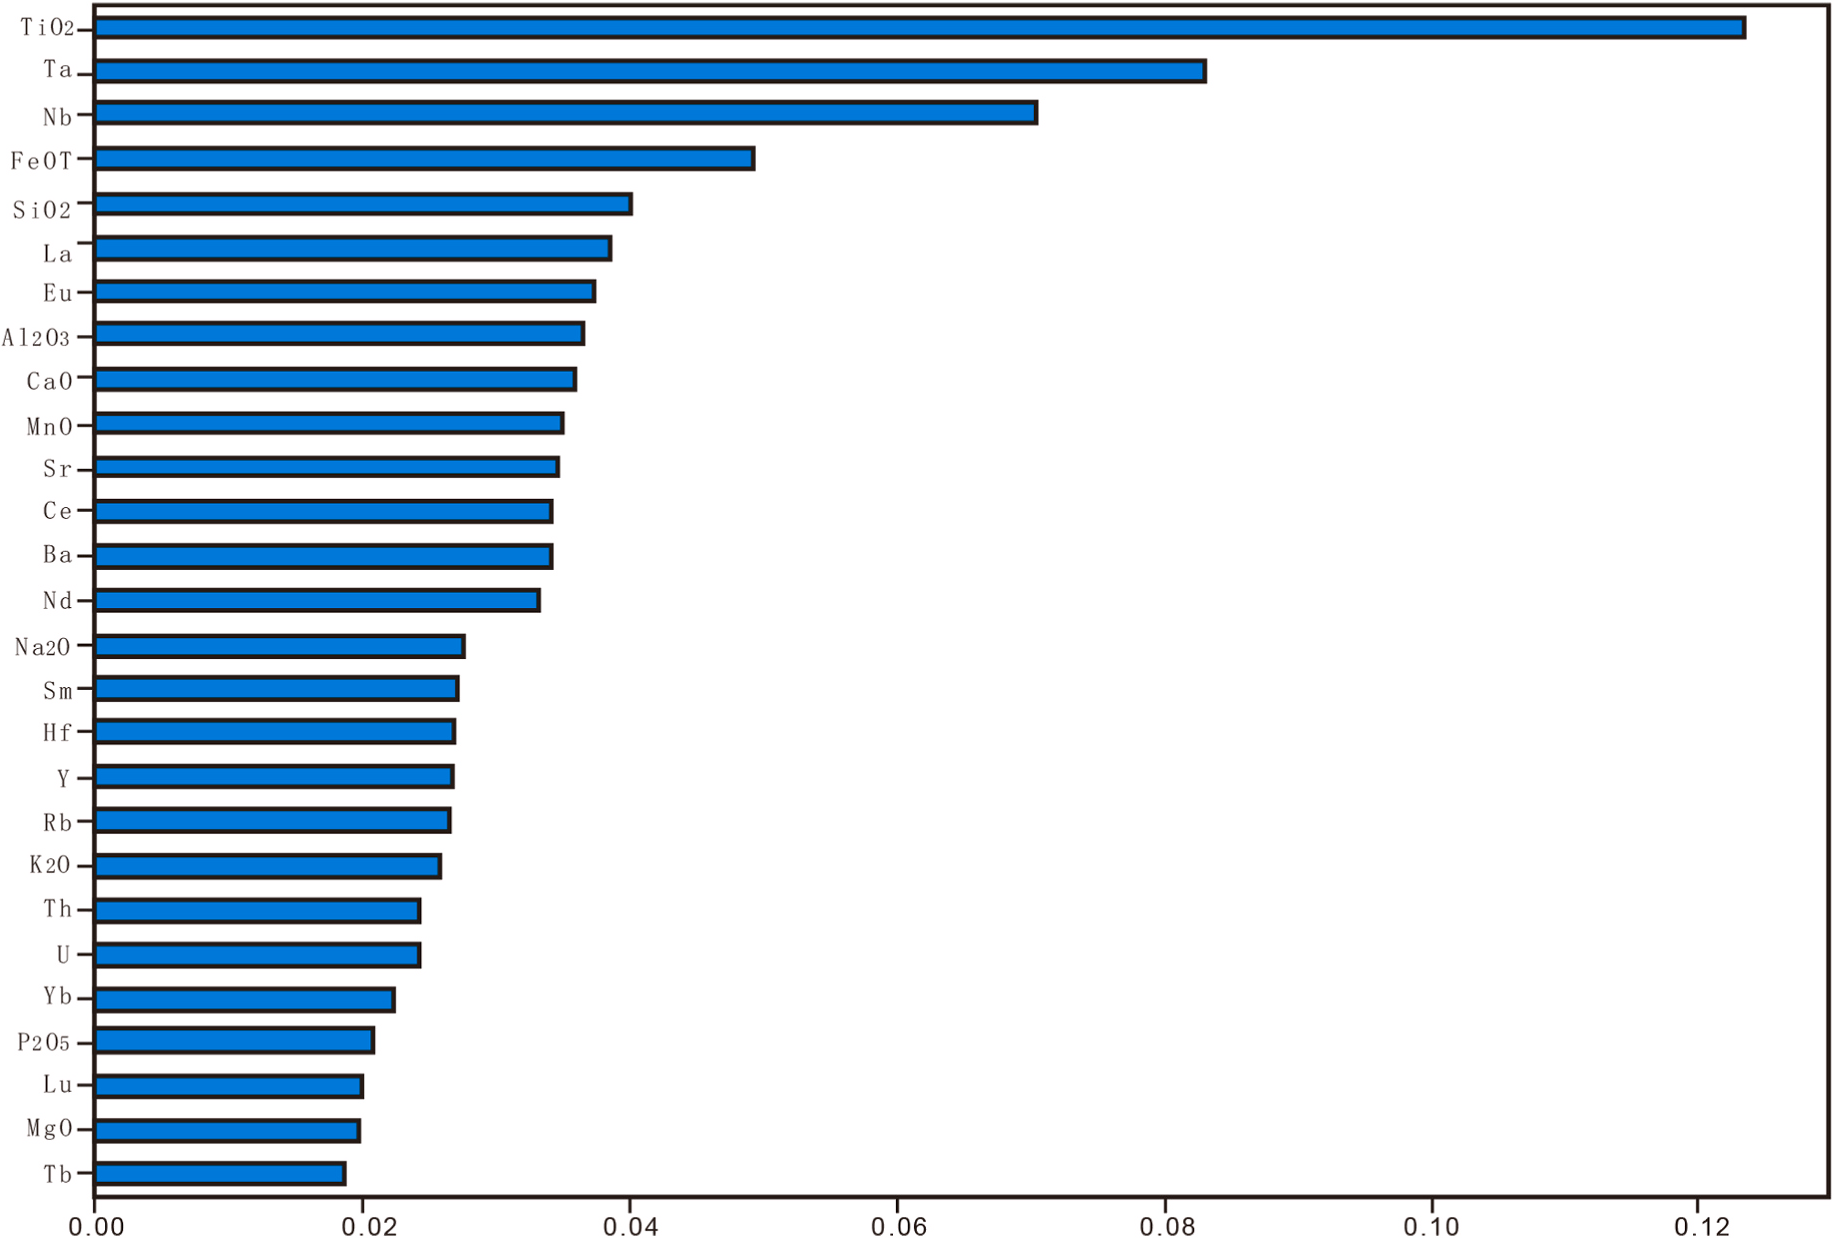 TiO2
Ta
Nb
FeOT
SiO2
La
Eu
Al2O3
CaO
MnO
Sr
Ce
Ba
Nd
Na2O
Sm
Hf
Y
Rb
K2O
Th
U
Yb
P2O5
Lu
MgO
Tb
0.00 0.02 0.04 0.06 0.08 0.10 0.12